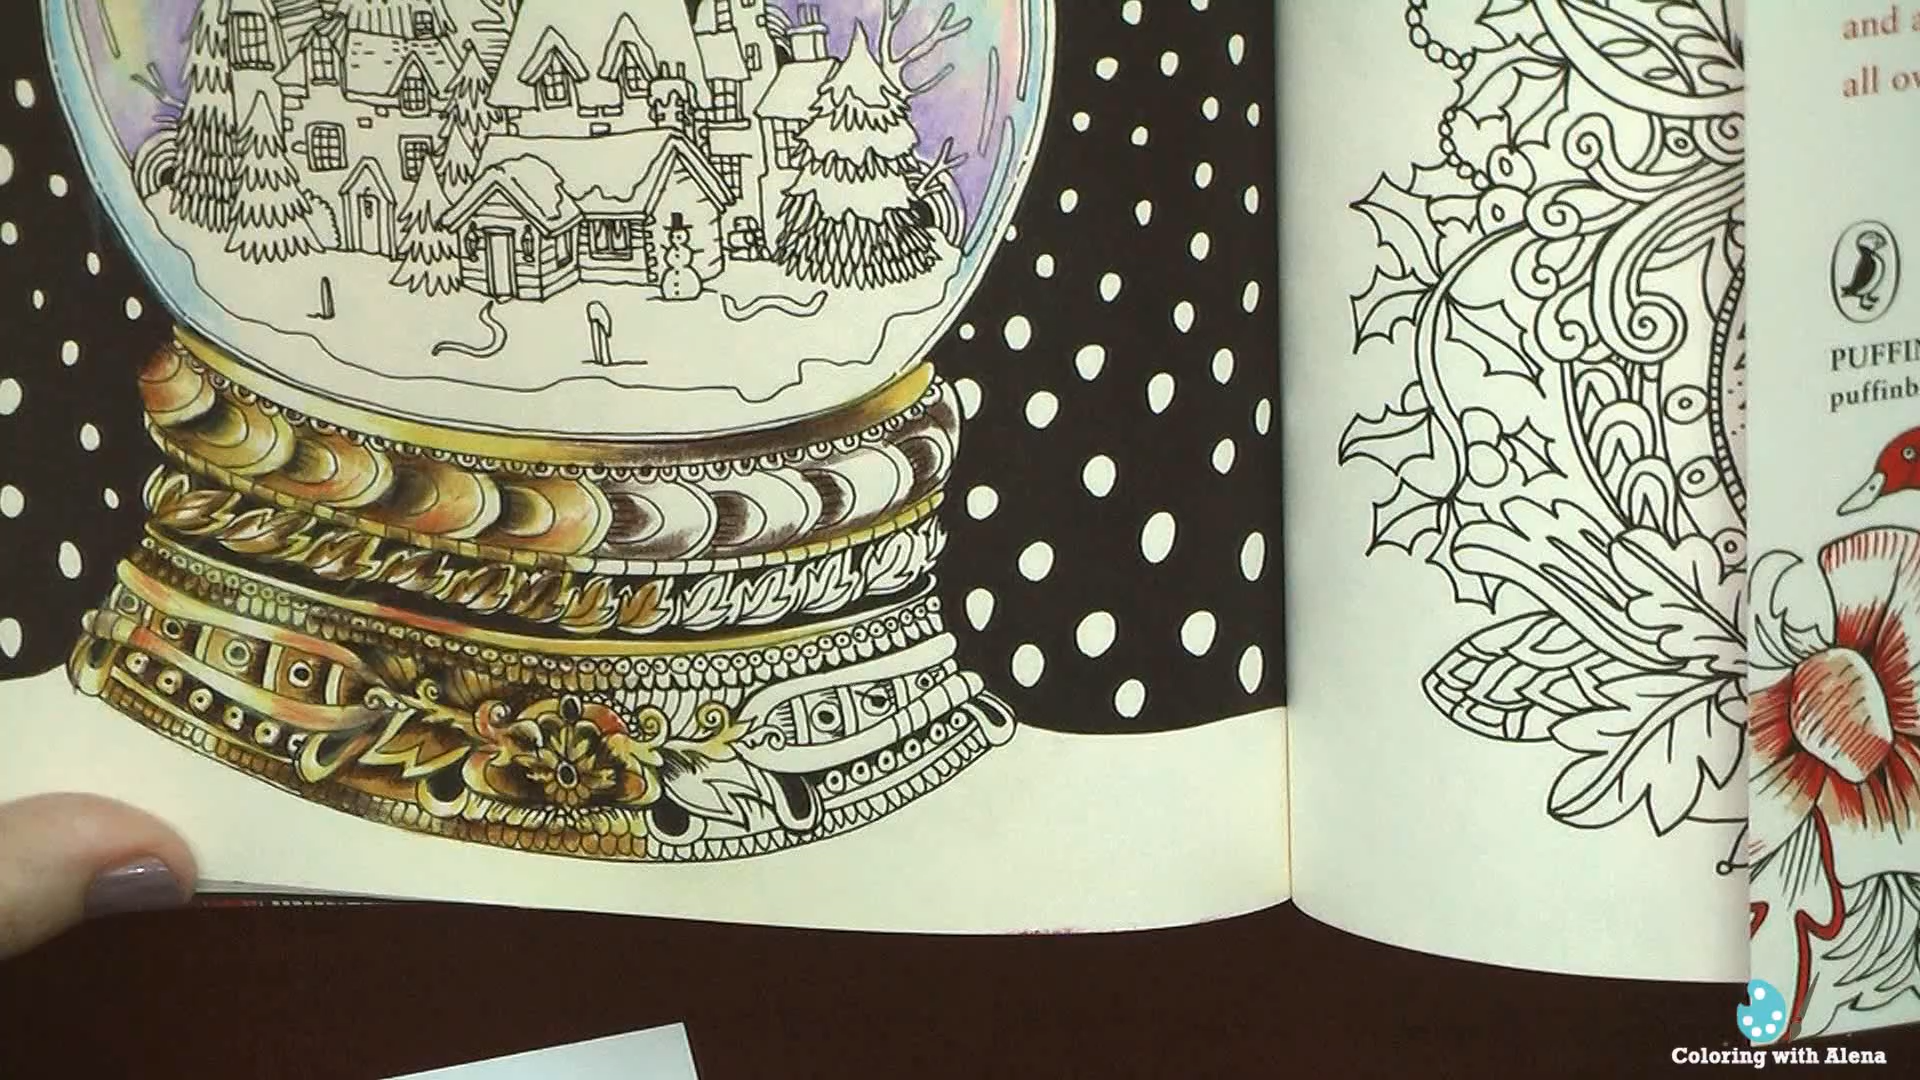 and a
all ov
PUFFIN
puffinb
Coloring with Alena